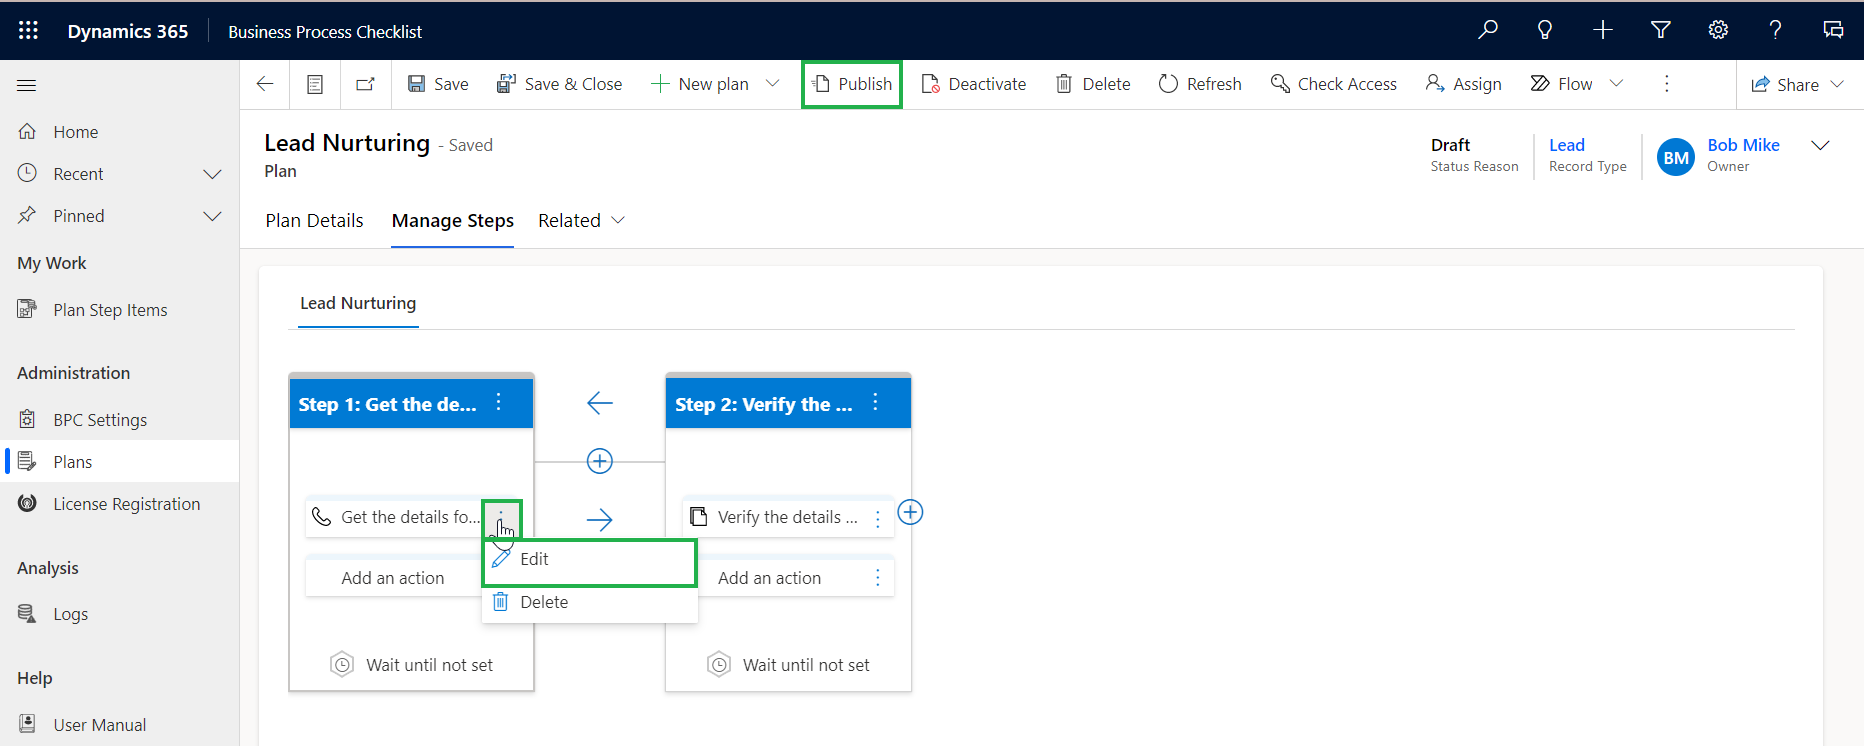 Dynamics 365 Business Process Checklist
Save Save & Close New plan Publish Deactivate Delete Refresh Check Access Assign Flow Share
Home
Recent
Pinned
My Work
Plan Step Items
Administration
BPC Settings
Plans
License Registration
Analysis
Logs
Help
User Manual
Lead Nurturing - Saved
Plan
Draft
Status Reason
Lead
Record Type
BM
Bob Mike
Owner
Plan Details Manage Steps Related
Lead Nurturing
Step 1: Get the de...
Get the details fo...
Edit
Delete
Add an action
Wait until not set
Step 2: Verify the ...
Verify the details ...
Add an action
Wait until not set